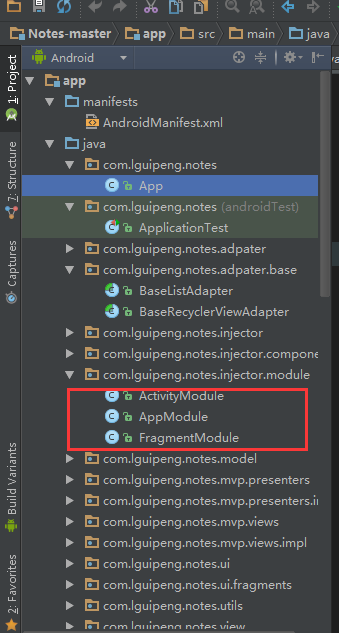 Notes-master app src main java
Android
app
manifests
AndroidManifest.xml
java
com.lguipeng.notes
App
com.lguipeng.notes (androidTest)
ApplicationTest
com.lguipeng.notes.adpater
com.lguipeng.notes.adpater.base
BaseListAdapter
BaseRecyclerViewAdapter
com.lguipeng.notes.injector
com.lguipeng.notes.injector.compone
com.lguipeng.notes.injector.module
ActivityModule
AppModule
FragmentModule
com.lguipeng.notes.model
com.lguipeng.notes.mvp.presenters
com.lguipeng.notes.mvp.presenters.i
com.lguipeng.notes.mvp.views
com.lguipeng.notes.mvp.views.impl
com.lguipeng.notes.ui
com.lguipeng.notes.ui.fragments
com.lguipeng.notes.utils
com.lguipeng.notes.view
1: Project
7: Structure
Captures
Build Variants
2: Favorites